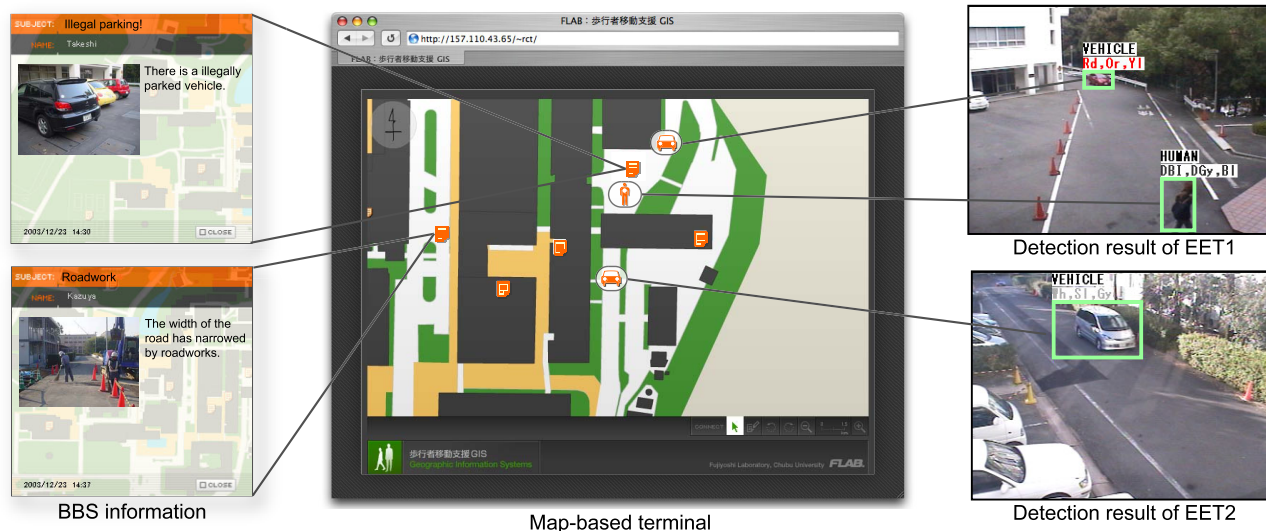 SUBJECT: Illegal parking!
NAME: Takeshi
There is a illegally
parked vehicle.
2003/12/23 14:30
CLOSE
SUBJECT: Roadwork
NAME: Kazuya
The width of the
road has narrowed
by roadworks.
2003/12/23 14:37
CLOSE
BBS information
FLAB：歩行者移動支援 GIS
http://157.110.43.65/~rct/
FLAB：歩行者移動支援 GIS
4
CONNECT
歩行者移動支援GIS
Geographic Information Systems
Fujiyoshi Laboratory, Chubu University FLAB.
Map-based terminal
VEHICLE
Rd,Or,Yl
HUMAN
DBl,DGy,Bl
Detection result of EET1
VEHICLE
Wh,Sl,Gy
Detection result of EET2